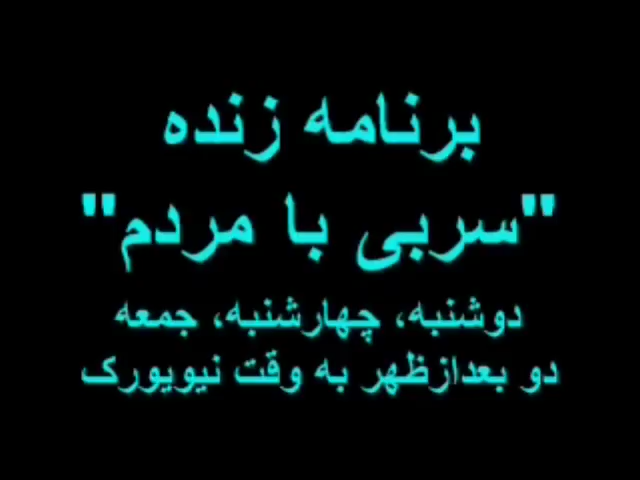 برنامه زنده
"سربی با مردم"
دوشنبه، چهارشنبه، جمعه
دو بعدازظهر به وقت نیویورک